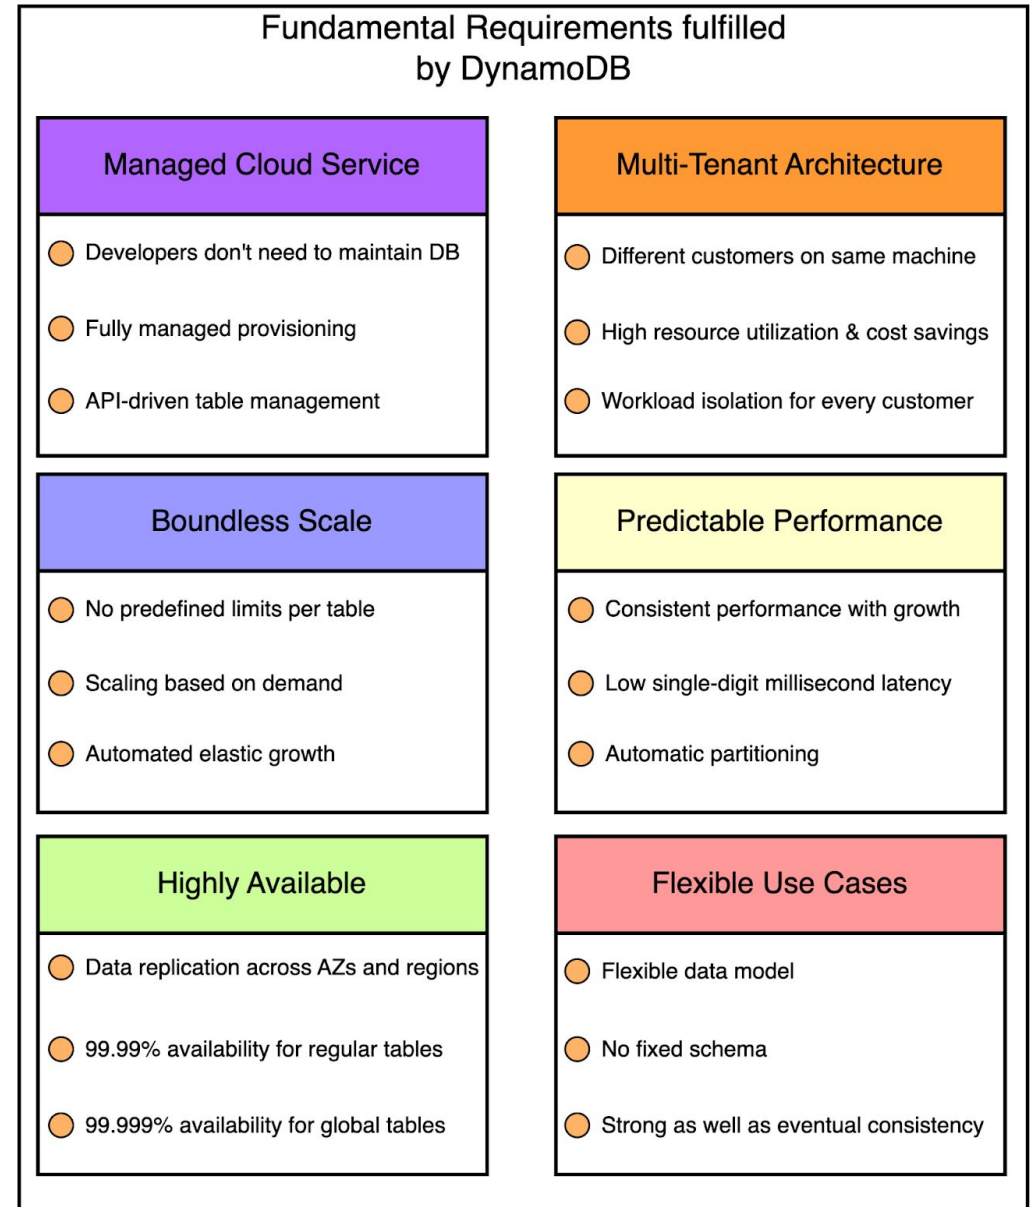 Fundamental Requirements fulfilled
by DynamoDB
Managed Cloud Service
Developers don't need to maintain DB
Fully managed provisioning
API-driven table management
Multi-Tenant Architecture
Different customers on same machine
High resource utilization & cost savings
Workload isolation for every customer
Boundless Scale
No predefined limits per table
Scaling based on demand
Automated elastic growth
Predictable Performance
Consistent performance with growth
Low single-digit millisecond latency
Automatic partitioning
Highly Available
Data replication across AZs and regions
99.99% availability for regular tables
99.999% availability for global tables
Flexible Use Cases
Flexible data model
No fixed schema
Strong as well as eventual consistency